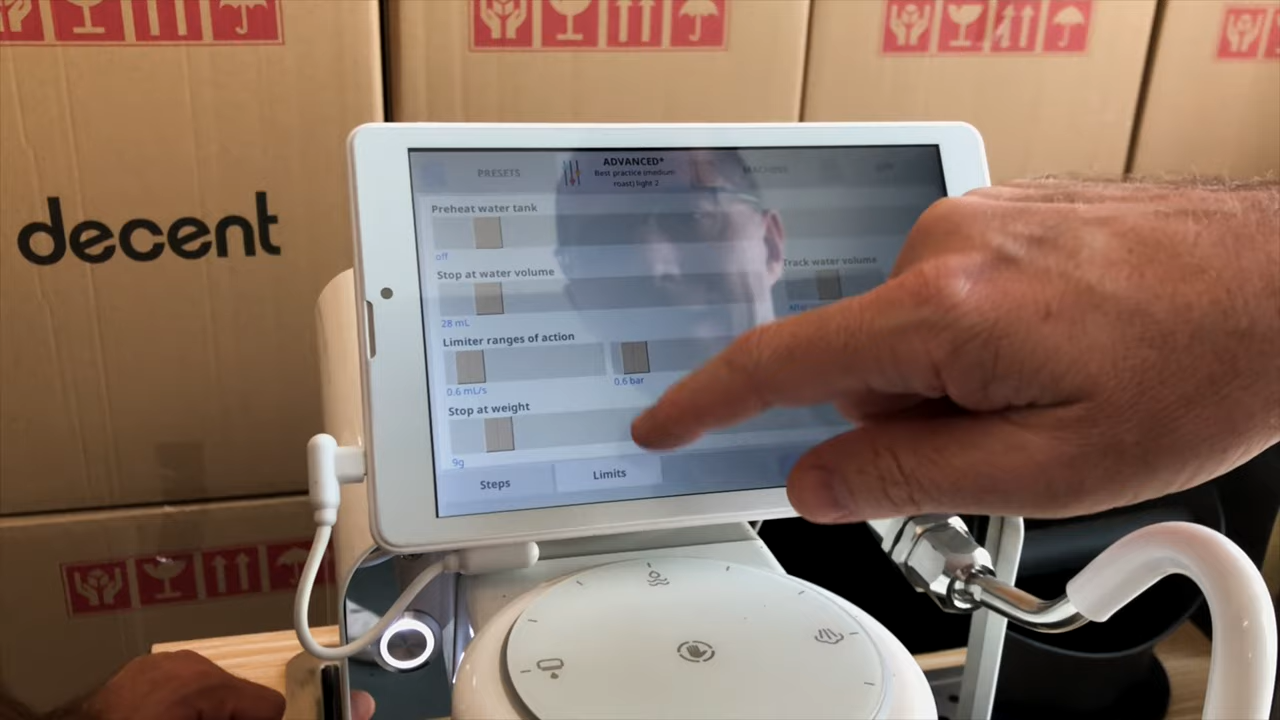 decent
PRESETS
ADVANCED*
Best practice (medium
roast) light 2
MACHINE
Preheat water tank
off
Stop at water volume
Track water volume
28 mL
After
Limiter ranges of action
0.6 mL/s
0.6 bar
Stop at weight
9g
Steps
Limits